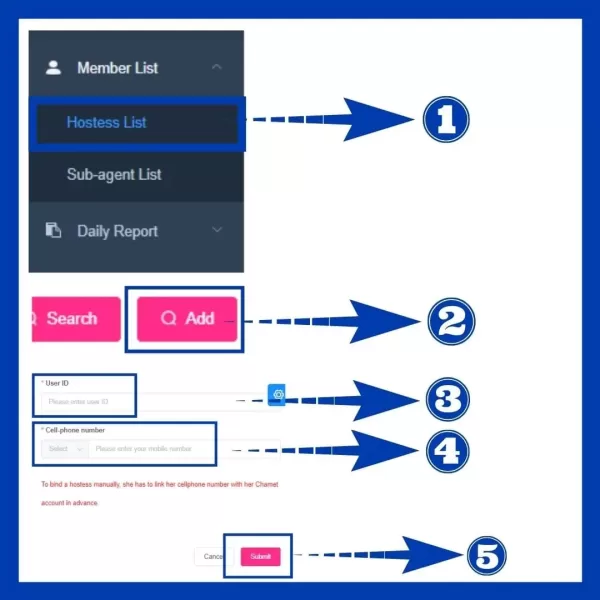 Member List
Hostess List
1
Sub-agent List
Daily Report
Search
Add
2
* User ID
Please enter user ID
3
* Cell-phone number
Select
Please enter your mobile number
4
To bind a hostess manually, she has to link her cellphone number with her Chamet
account in advance.
Cance
Submit
5